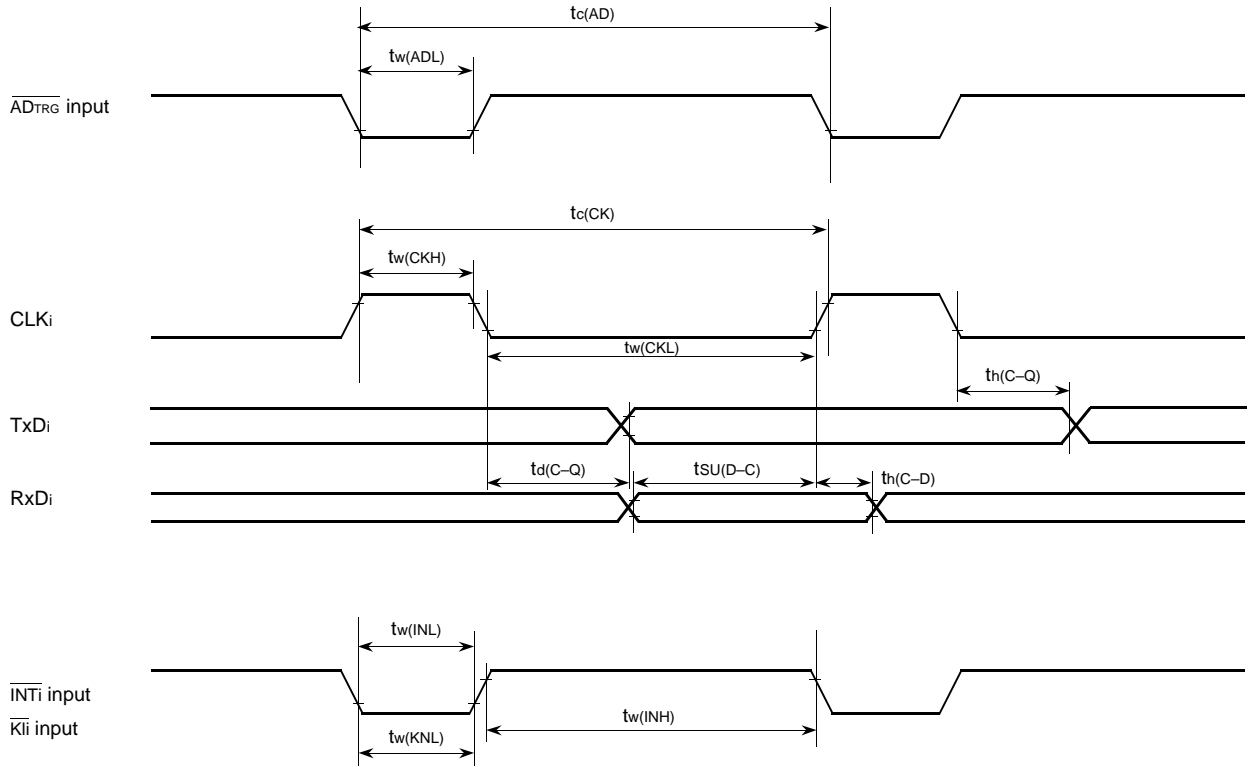 tc(AD)
tw(ADL)
ADTRG input
tc(CK)
tw(CKH)
CLKi
tw(CKL)
th(C–Q)
TxDi
td(C–Q)
tSU(D–C)
th(C–D)
RxDi
tw(INL)
INTi input
KIi input
tw(INH)
tw(KNL)